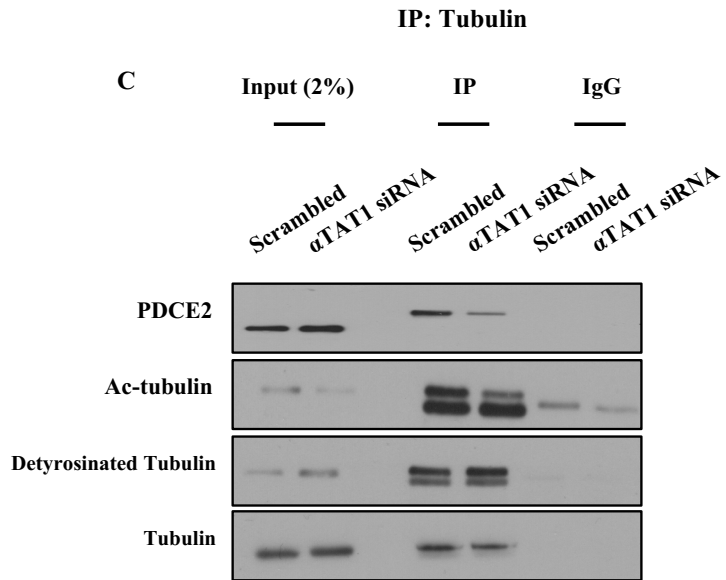 IP: Tubulin
C
Input (2%) IP IgG
Scrambled αTAT1 siRNA Scrambled αTAT1 siRNA Scrambled αTAT1 siRNA
PDCE2
Ac-tubulin
Detyrosinated Tubulin
Tubulin